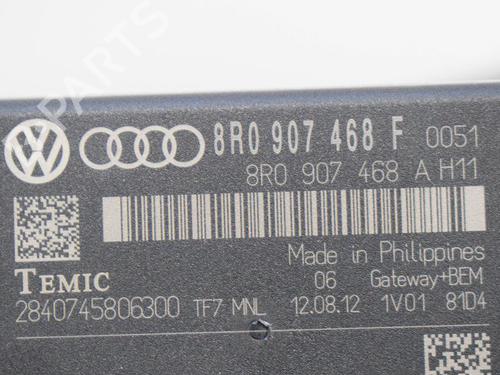 8R0 907 468 F 0051
8R0 907 468 A H11
Made in Philippines
TEMIC 06 Gateway+BEM
2840745806300 TF7 MNL 12.08.12 1V01 81D4